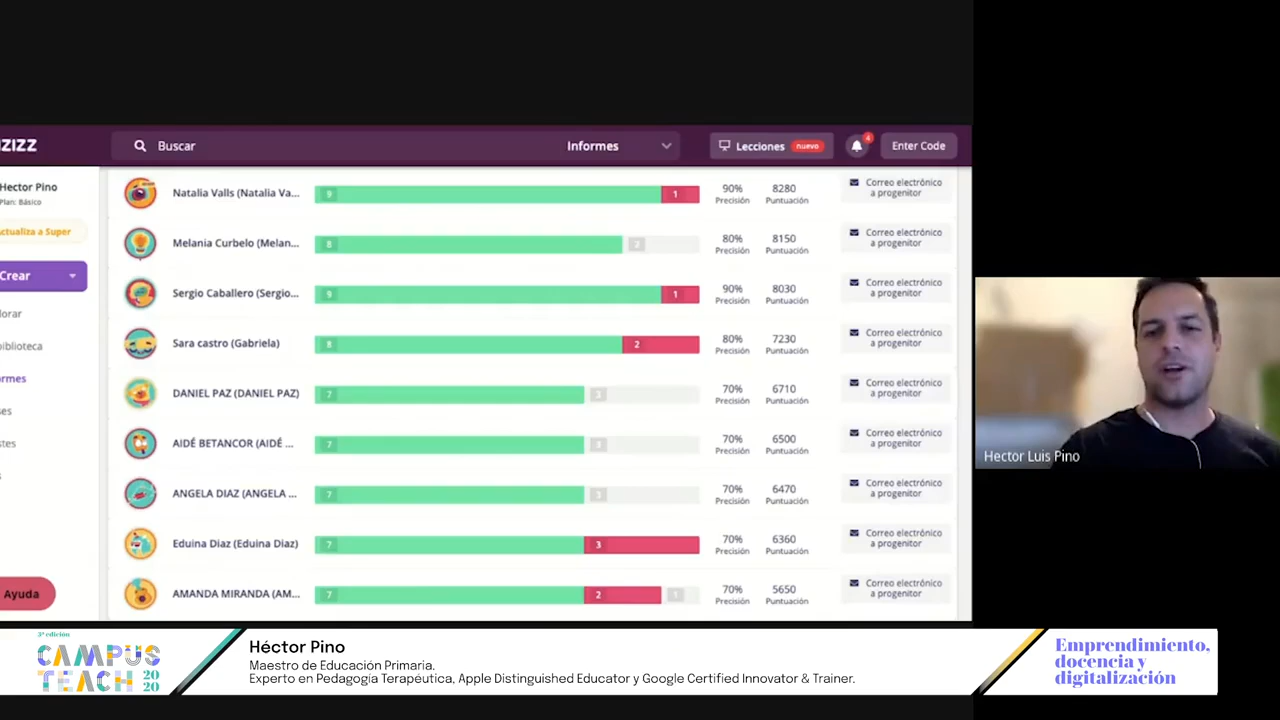 ZIZZ
Buscar
Informes
Lecciones nuevo
4
Enter Code
Hector Pino
Plan: Básico
Actualiza a Super
Crear
lorar
iblioteca
rmes
ses
stes
Ayuda
Natalia Valls (Natalia Va... 9 1 90% 8280 Correo electrónico
Precisión Puntuación a progenitor
Melania Curbelo (Melan... 8 2 80% 8150 Correo electrónico
Precisión Puntuación a progenitor
Sergio Caballero (Sergio... 9 1 90% 8030 Correo electrónico
Precisión Puntuación a progenitor
Sara castro (Gabriela) 8 2 80% 7230 Correo electrónico
Precisión Puntuación a progenitor
DANIEL PAZ (DANIEL PAZ) 7 3 70% 6710 Correo electrónico
Precisión Puntuación a progenitor
AIDÉ BETANCOR (AIDÉ ... 7 3 70% 6500 Correo electrónico
Precisión Puntuación a progenitor
ANGELA DIAZ (ANGELA ... 7 3 70% 6470 Correo electrónico
Precisión Puntuación a progenitor
Eduina Diaz (Eduina Diaz) 7 3 70% 6360 Correo electrónico
Precisión Puntuación a progenitor
AMANDA MIRANDA (AM... 7 2 1 70% 5650 Correo electrónico
Precisión Puntuación a progenitor
Hector Luis Pino
3ª edición
CAMPUS
TEACH 2020
Héctor Pino
Maestro de Educación Primaria.
Experto en Pedagogía Terapeutica. Apple Distinguished Educator y Google Certified Innovator & Trainer.
Emprendimiento,
docencia y
digitalización